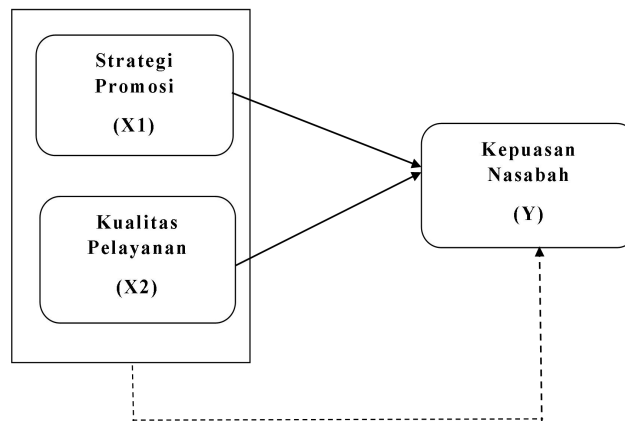 Strategi
Promosi
(X1)
Kualitas
Pelayanan
(X2)
Kepuasan
Nasabah
(Y)